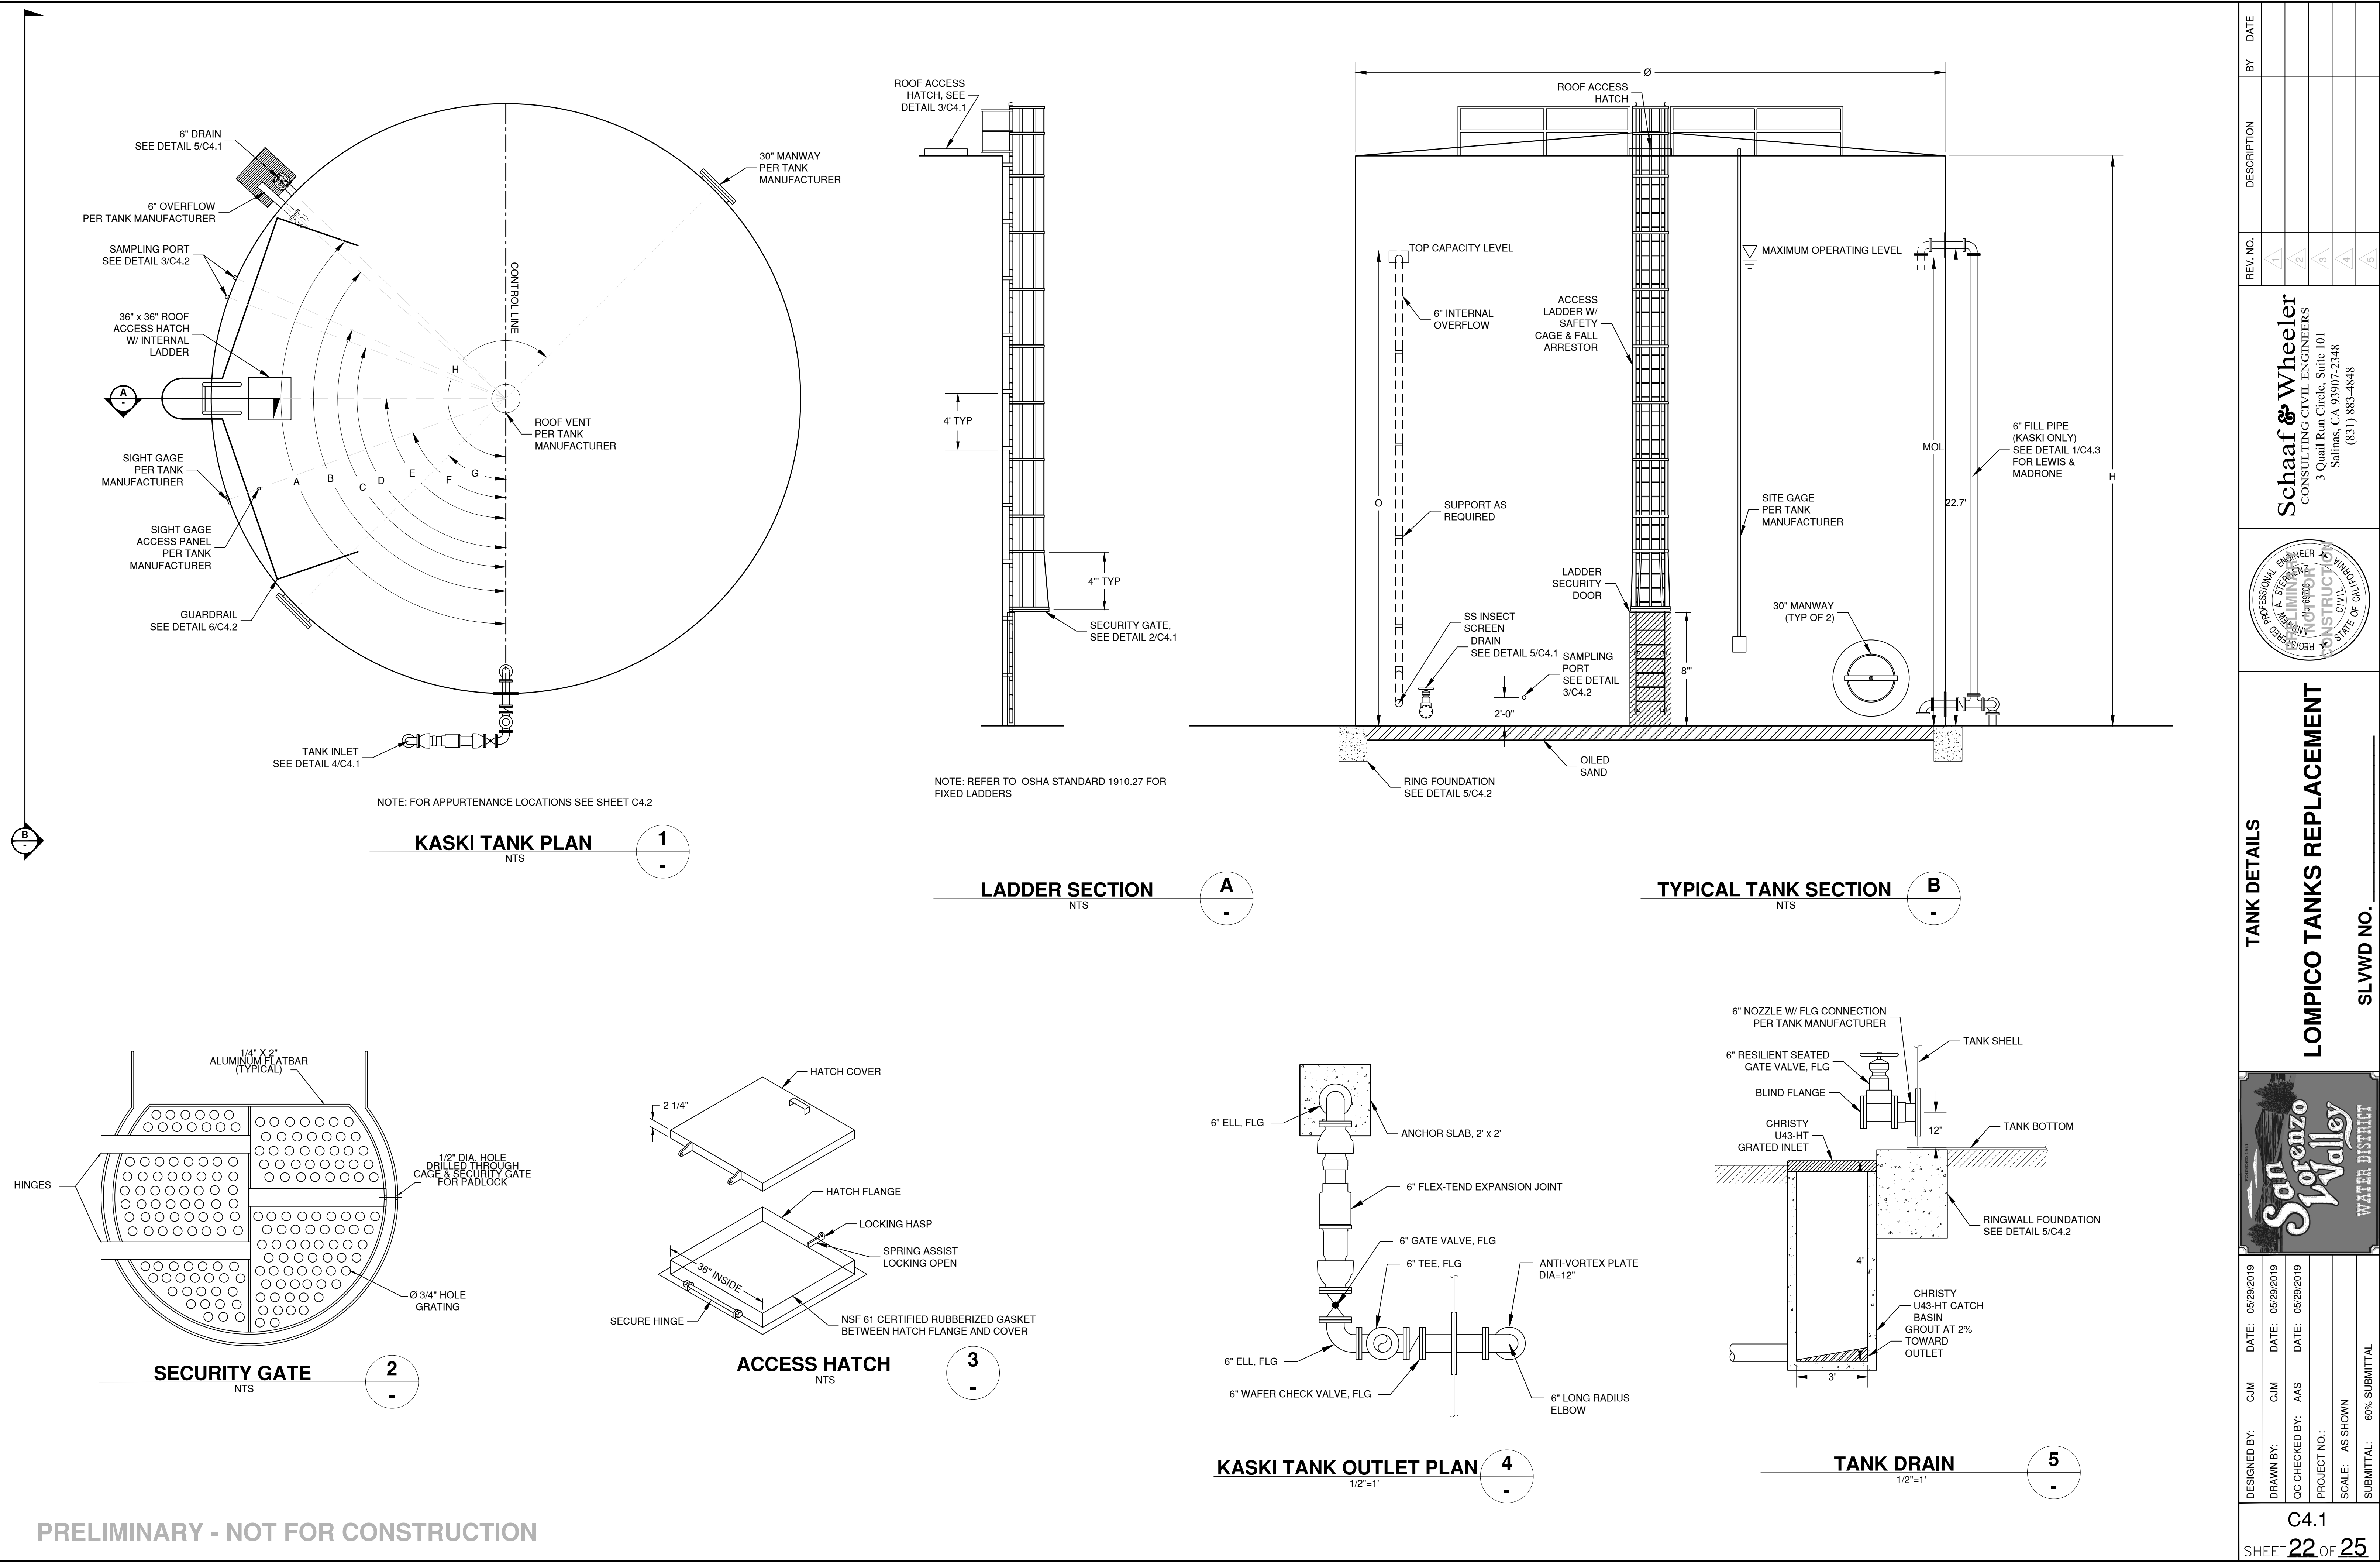 6" DRAIN
SEE DETAIL 5/C4.1
6" OVERFLOW
PER TANK MANUFACTURER
SAMPLING PORT
SEE DETAIL 3/C4.2
36" x 36" ROOF
ACCESS HATCH
W/ INTERNAL
LADDER
A
-
SIGHT GAGE
PER TANK
MANUFACTURER
SIGHT GAGE
ACCESS PANEL
PER TANK
MANUFACTURER
GUARDRAIL
SEE DETAIL 6/C4.2
TANK INLET
SEE DETAIL 4/C4.1
30" MANWAY
PER TANK
MANUFACTURER
CONTROL LINE
H
ROOF VENT
PER TANK
MANUFACTURER
A
B
C
D
E
F
G
B
-
NOTE: FOR APPURTENANCE LOCATIONS SEE SHEET C4.2
KASKI TANK PLAN
NTS
1
-
ROOF ACCESS
HATCH, SEE
DETAIL 3/C4.1
4' TYP
4'" TYP
SECURITY GATE,
SEE DETAIL 2/C4.1
NOTE: REFER TO OSHA STANDARD 1910.27 FOR
FIXED LADDERS
LADDER SECTION
NTS
A
-
Ø
ROOF ACCESS
HATCH
TOP CAPACITY LEVEL
MAXIMUM OPERATING LEVEL
6" INTERNAL
OVERFLOW
ACCESS
LADDER W/
SAFETY
CAGE & FALL
ARRESTOR
O
SUPPORT AS
REQUIRED
SITE GAGE
PER TANK
MANUFACTURER
MOL
22.7'
H
6" FILL PIPE
(KASKI ONLY)
SEE DETAIL 1/C4.3
FOR LEWIS &
MADRONE
LADDER
SECURITY
DOOR
SS INSECT
SCREEN
DRAIN
SEE DETAIL 5/C4.1
SAMPLING
PORT
SEE DETAIL
3/C4.2
2'-0"
8'"
30" MANWAY
(TYP OF 2)
OILED
SAND
RING FOUNDATION
SEE DETAIL 5/C4.2
TYPICAL TANK SECTION
NTS
B
-
1/4" X 2"
ALUMINUM FLATBAR
(TYPICAL)
HINGES
1/2" DIA. HOLE
DRILLED THROUGH
CAGE & SECURITY GATE
FOR PADLOCK
Ø 3/4" HOLE
GRATING
SECURITY GATE
NTS
2
-
HATCH COVER
2 1/4"
HATCH FLANGE
LOCKING HASP
SPRING ASSIST
LOCKING OPEN
36" INSIDE
SECURE HINGE
NSF 61 CERTIFIED RUBBERIZED GASKET
BETWEEN HATCH FLANGE AND COVER
ACCESS HATCH
NTS
3
-
6" ELL, FLG
ANCHOR SLAB, 2' x 2'
6" FLEX-TEND EXPANSION JOINT
6" GATE VALVE, FLG
6" TEE, FLG
ANTI-VORTEX PLATE
DIA=12"
6" ELL, FLG
6" WAFER CHECK VALVE, FLG
6" LONG RADIUS
ELBOW
KASKI TANK OUTLET PLAN
1/2"=1'
4
-
6" NOZZLE W/ FLG CONNECTION
PER TANK MANUFACTURER
TANK SHELL
6" RESILIENT SEATED
GATE VALVE, FLG
BLIND FLANGE
12"
CHRISTY
U43-HT
GRATED INLET
TANK BOTTOM
RINGWALL FOUNDATION
SEE DETAIL 5/C4.2
4'
CHRISTY
U43-HT CATCH
BASIN
GROUT AT 2%
TOWARD
OUTLET
3'
TANK DRAIN
1/2"=1'
5
-
PRELIMINARY - NOT FOR CONSTRUCTION
REV. NO. DESCRIPTION BY DATE
1
2
3
4
5
Schaaf & Wheeler
CONSULTING CIVIL ENGINEERS
3 Quail Run Circle, Suite 101
Salinas, CA 93907-2348
(831) 883-4848
REGISTERED PROFESSIONAL ENGINEER
ANDREW A. STERBENZ
No. 69703
CIVIL
STATE OF CALIFORNIA
PRELIMINARY
NOT FOR
CONSTRUCTION
TANK DETAILS
LOMPICO TANKS REPLACEMENT
SLVWD NO.
San
Lorenzo
Valley
WATER DISTRICT
DESIGNED BY: CJM DATE: 05/29/2019
DRAWN BY: CJM DATE: 05/29/2019
QC CHECKED BY: AAS DATE: 05/29/2019
PROJECT NO.:
SCALE: AS SHOWN
SUBMITTAL: 60% SUBMITTAL
C4.1
SHEET 22 OF 25